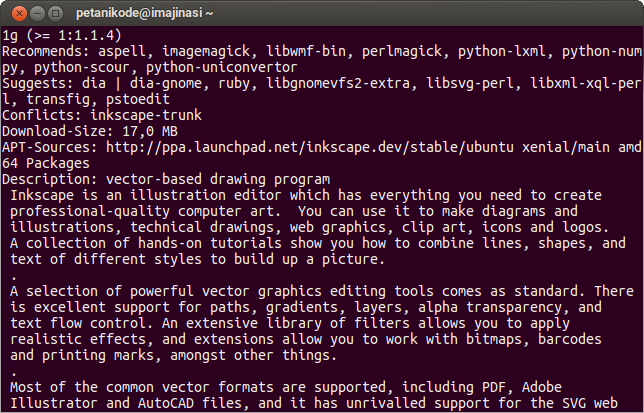 petanikode@imajinasi ~
1g (>= 1:1.1.4)
Recommends: aspell, imagemagick, libwmf-bin, perlmagick, python-lxml, python-num
py, python-scour, python-uniconvertor
Suggests: dia | dia-gnome, ruby, libgnomevfs2-extra, libsvg-perl, libxml-xql-per
l, transfig, pstoedit
Conflicts: inkscape-trunk
Download-Size: 17,0 MB
APT-Sources: http://ppa.launchpad.net/inkscape.dev/stable/ubuntu xenial/main amd
64 Packages
Description: vector-based drawing program
 Inkscape is an illustration editor which has everything you need to create
 professional-quality computer art.  You can use it to make diagrams and
 illustrations, technical drawings, web graphics, clip art, icons and logos.
 A collection of hands-on tutorials show you how to combine lines, shapes, and
 text of different styles to build up a picture.
 .
 A selection of powerful vector graphics editing tools comes as standard. There
 is excellent support for paths, gradients, layers, alpha transparency, and
 text flow control. An extensive library of filters allows you to apply
 realistic effects, and extensions allow you to work with bitmaps, barcodes
 and printing marks, amongst other things.
 .
 Most of the common vector formats are supported, including PDF, Adobe
 Illustrator and AutoCAD files, and it has unrivalled support for the SVG web